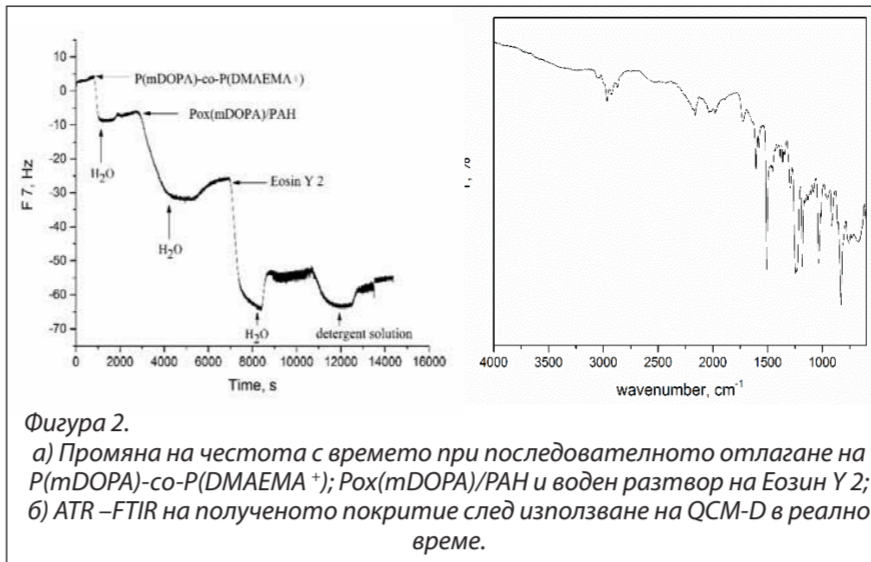 15
5
0
-10
-20
-30
-40
-50
-60
-70
F 7, Hz
P(mDOPA)-co-P(DMAEMA+)
Pox(mDOPA)/PAH
H₂O
Eosin Y 2
H₂O
H₂O
detergent solution
0 2000 4000 6000 8000 10000 12000 14000 16000
Time, s
4000 3000 2500 2000 1500 1000
wavenumber, cm⁻¹
Фигура 2.
а) Промяна на честота с времето при последователното отлагане на
P(mDOPA)-co-P(DMAEMA ⁺); Pox(mDOPA)/PAH и воден разтвор на Еозин Y 2;
б) ATR –FTIR на полученото покритие след използване на QCM-D в реално
време.